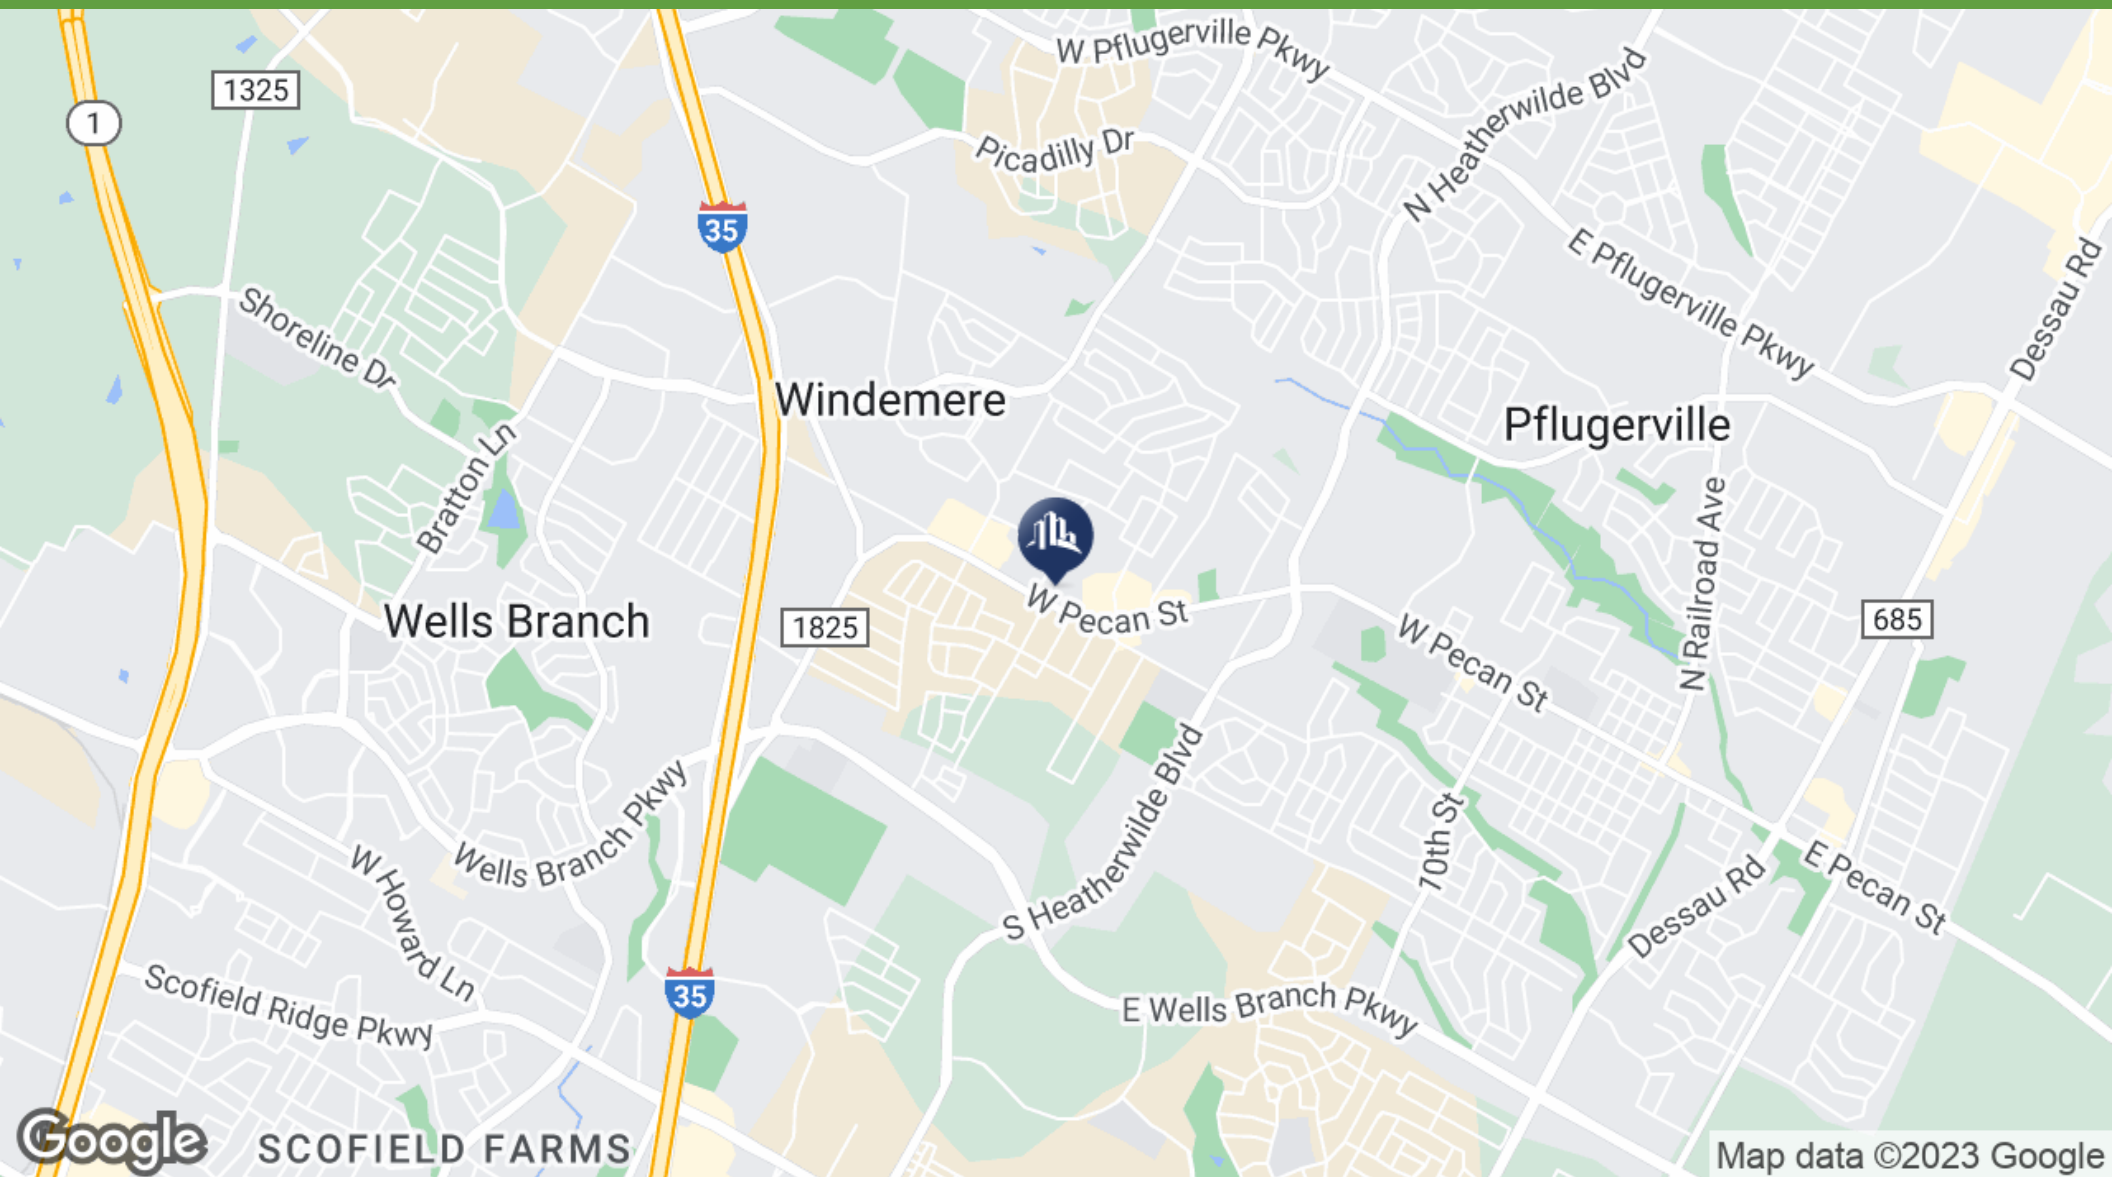 W Pflugerville Pkwy
1325
N Heatherwilde Blvd
1
Picadilly Dr
35
E Pflugerville Pkwy
Dessau Rd
Shoreline Dr
Windemere
Pflugerville
Bratton Ln
N Railroad Ave
W Pecan St
Wells Branch
1825
685
W Pecan St
S Heatherwilde Blvd
Wells Branch Pkwy
10th St
W Howard Ln
E Pecan St
Dessau Rd
Scofield Ridge Pkwy
35
E Wells Branch Pkwy
Google
SCOFIELD FARMS
Map data ©2023 Google